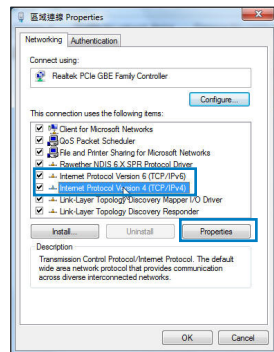 區域連線 Properties
Networking Authentication
Connect using:
Realtek PCIe GBE Family Controller
Configure...
This connection uses the following items:
Client for Microsoft Networks
QoS Packet Scheduler
File and Printer Sharing for Microsoft Networks
Rawether NDIS 6.X SPR Protocol Driver
Internet Protocol Version 6 (TCP/IPv6)
Internet Protocol Version 4 (TCP/IPv4)
Link-Layer Topology Discovery Mapper I/O Driver
Link-Layer Topology Discovery Responder
Install... Uninstall Properties
Description
Transmission Control Protocol/Internet Protocol. The default
wide area network protocol that provides communication
across diverse interconnected networks.
OK Cancel